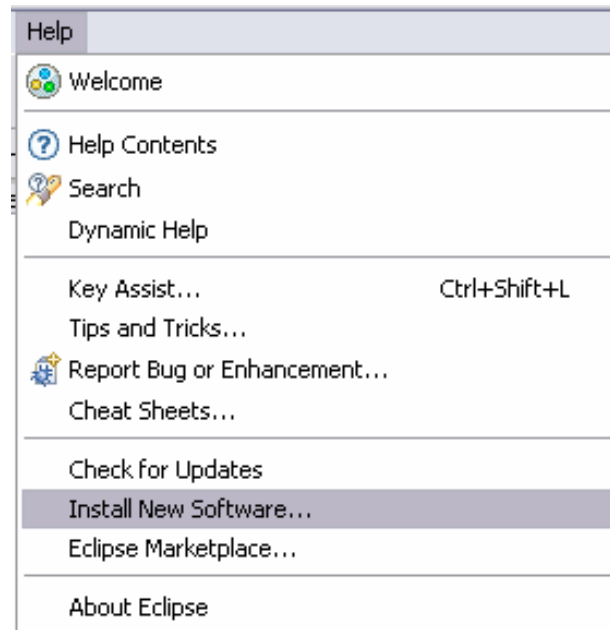 Help
Welcome
Help Contents
Search
Dynamic Help
Key Assist... Ctrl+Shift+L
Tips and Tricks...
Report Bug or Enhancement...
Cheat Sheets...
Check for Updates
Install New Software...
Eclipse Marketplace...
About Eclipse